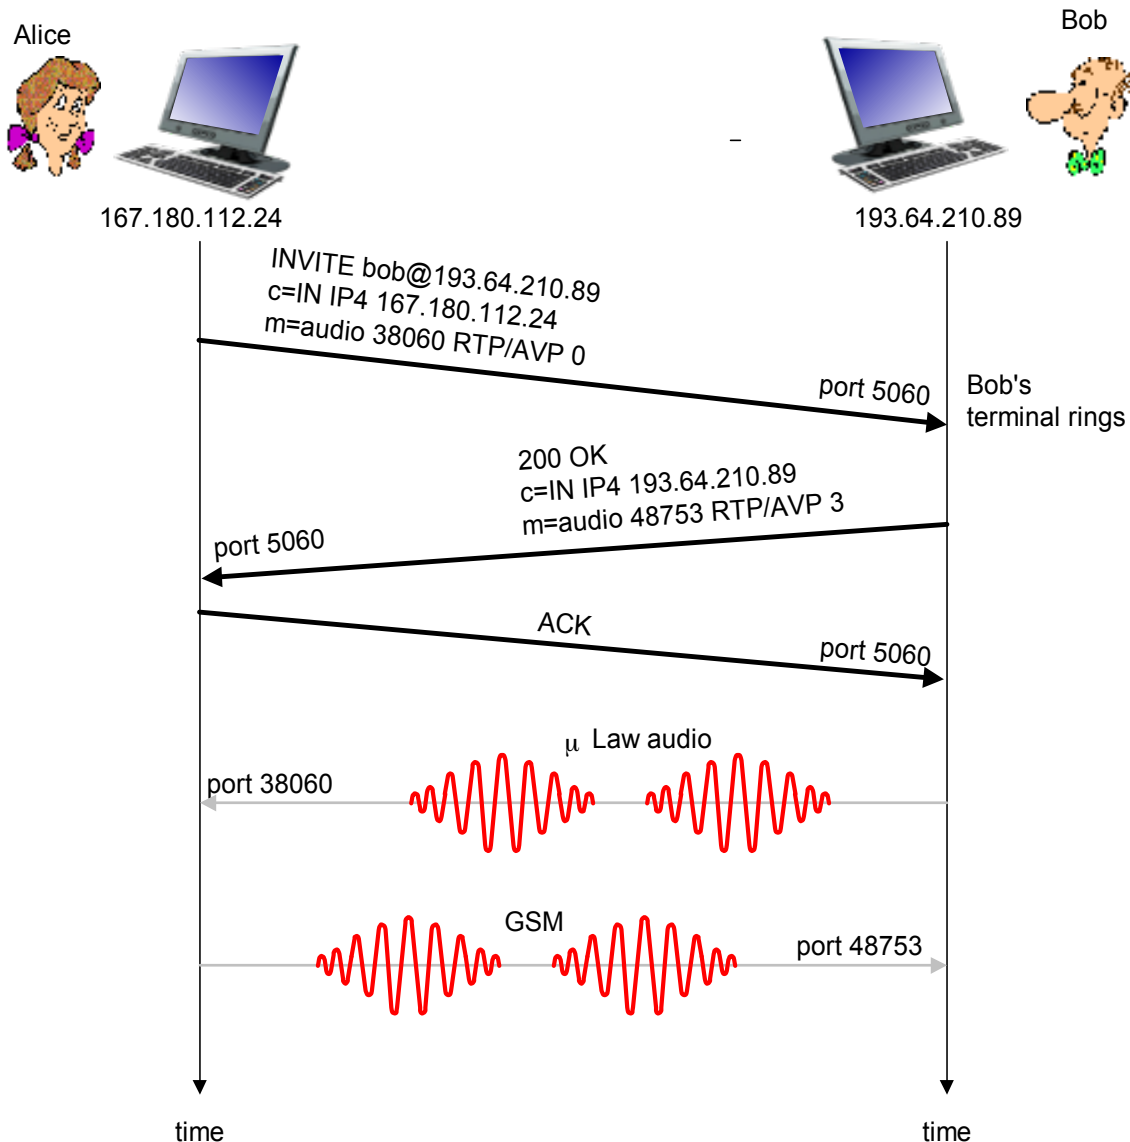 Alice
Bob
167.180.112.24
193.64.210.89
INVITE bob@193.64.210.89
c=IN IP4 167.180.112.24
m=audio 38060 RTP/AVP 0
port 5060
Bob's
terminal rings
200 OK
c=IN IP4 193.64.210.89
m=audio 48753 RTP/AVP 3
port 5060
ACK
port 5060
μ Law audio
port 38060
GSM
port 48753
time
time